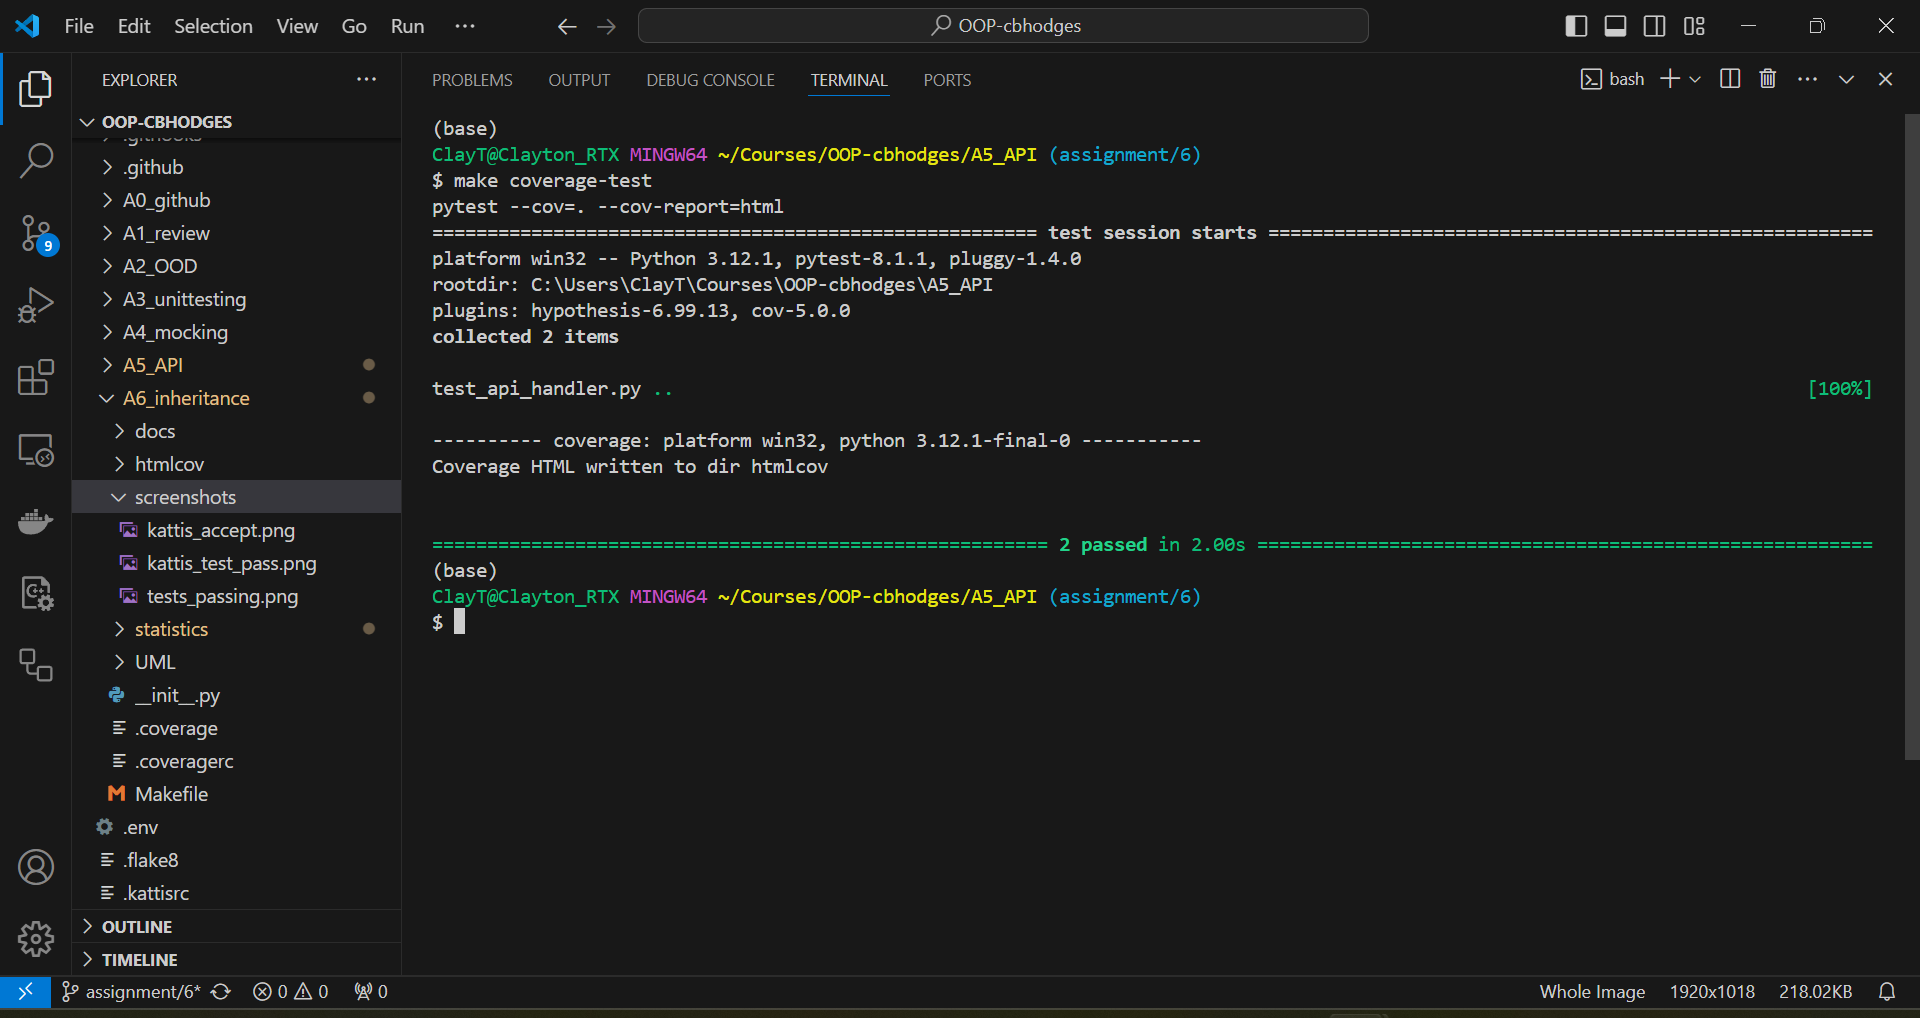 File Edit Selection View Go Run ···
OOP-cbhodges
EXPLORER
OOP-CBHODGES
.githooks
.github
A0_github
A1_review
A2_OOD
A3_unittesting
A4_mocking
A5_API
A6_inheritance
docs
htmlcov
screenshots
kattis_accept.png
kattis_test_pass.png
tests_passing.png
statistics
UML
__init__.py
.coverage
.coveragerc
Makefile
.env
.flake8
.kattisrc
OUTLINE
TIMELINE
9
PROBLEMS OUTPUT DEBUG CONSOLE TERMINAL PORTS
bash
(base)
ClayT@Clayton_RTX MINGW64 ~/Courses/OOP-cbhodges/A5_API (assignment/6)
$ make coverage-test
pytest --cov=. --cov-report=html
======================================================= test session starts =======================================================
platform win32 -- Python 3.12.1, pytest-8.1.1, pluggy-1.4.0
rootdir: C:\Users\ClayT\Courses\OOP-cbhodges\A5_API
plugins: hypothesis-6.99.13, cov-5.0.0
collected 2 items
test_api_handler.py .. [100%]
---------- coverage: platform win32, python 3.12.1-final-0 -----------
Coverage HTML written to dir htmlcov
======================================================== 2 passed in 2.00s ========================================================
(base)
ClayT@Clayton_RTX MINGW64 ~/Courses/OOP-cbhodges/A5_API (assignment/6)
$
assignment/6* 0 0 0 Whole Image 1920x1018 218.02KB